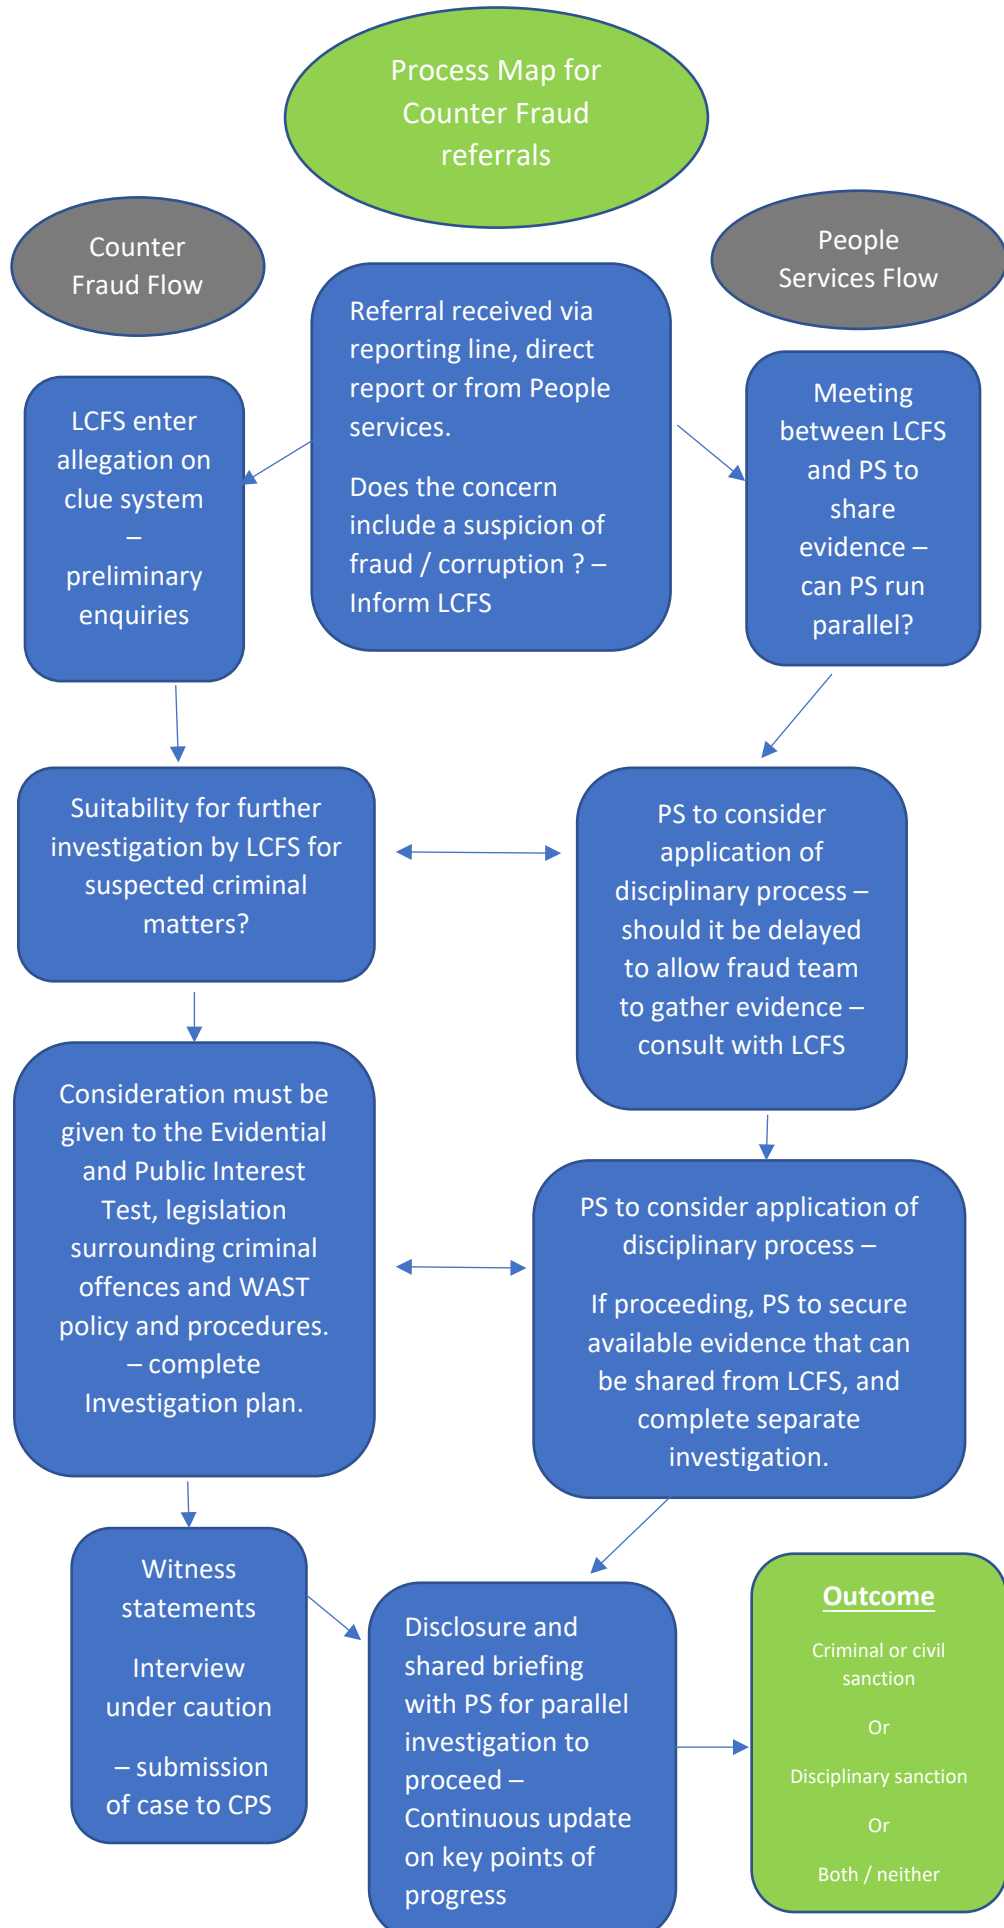 Process Map for
Counter Fraud
referrals
Counter
Fraud Flow
People
Services Flow
Referral received via
reporting line, direct
report or from People
services.
Does the concern
include a suspicion of
fraud / corruption ? –
Inform LCFS
LCFS enter
allegation on
clue system
–
preliminary
enquiries
Meeting
between LCFS
and PS to
share
evidence –
can PS run
parallel?
Suitability for further
investigation by LCFS for
suspected criminal
matters?
PS to consider
application of
disciplinary process –
should it be delayed
to allow fraud team
to gather evidence –
consult with LCFS
Consideration must be
given to the Evidential
and Public Interest
Test, legislation
surrounding criminal
offences and WAST
policy and procedures.
– complete
Investigation plan.
PS to consider application of
disciplinary process –
If proceeding, PS to secure
available evidence that can
be shared from LCFS, and
complete separate
investigation.
Witness
statements
Interview
under caution
– submission
of case to CPS
Disclosure and
shared briefing
with PS for parallel
investigation to
proceed –
Continuous update
on key points of
progress
Outcome
Criminal or civil
sanction
Or
Disciplinary sanction
Or
Both / neither